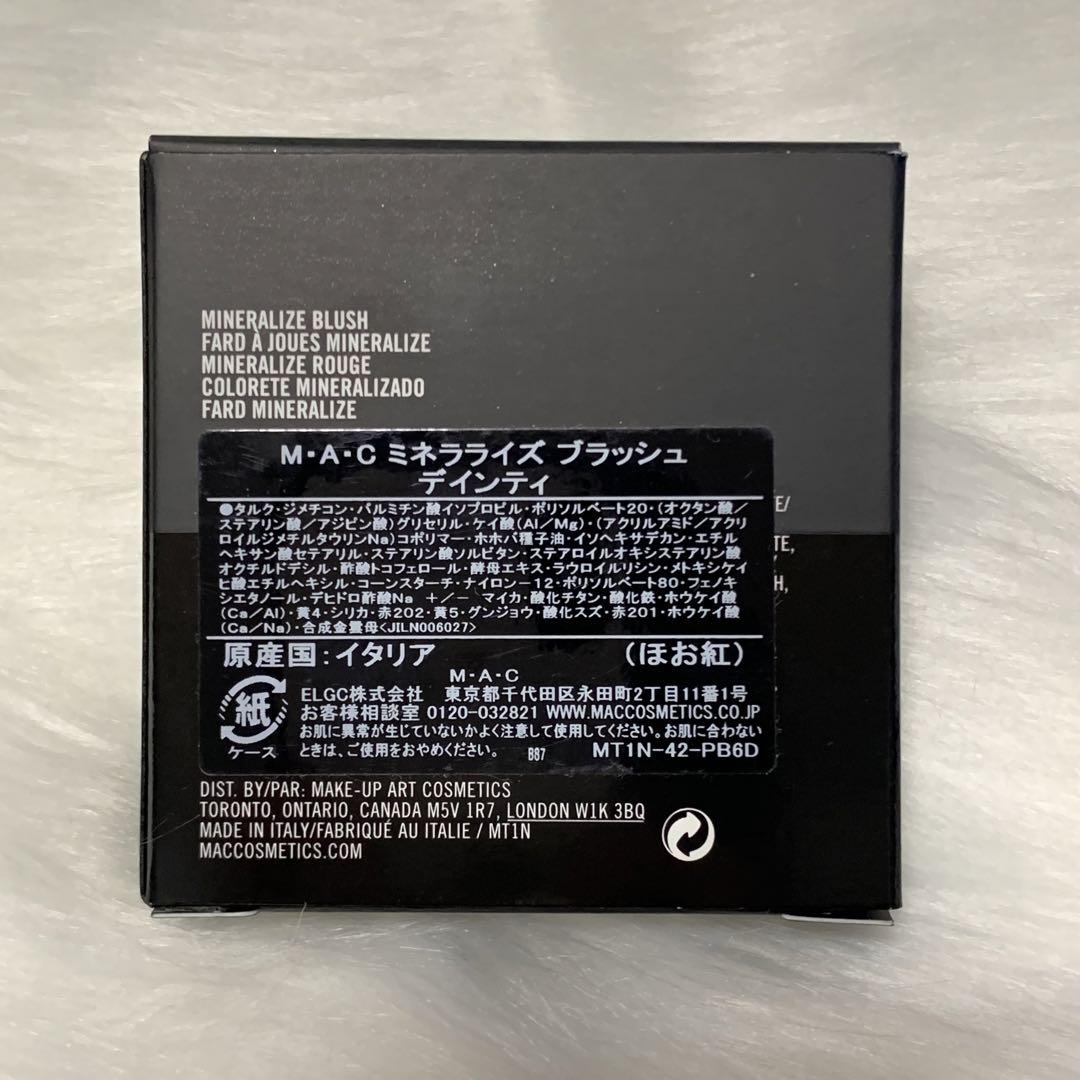 MINERALIZE BLUSH
FARD À JOUES MINERALIZE
MINERALIZE ROUGE
COLORETE MINERALIZADO
FARD MINERALIZE
M・A・C ミネラライズ ブラッシュ
デインティ
●タルク・ジメチコン・パルミチン酸イソプロピル・ポリソルベート20・(オクタン酸/
ステアリン酸/アジピン酸)グリセリル・ケイ酸(Al/Mg)・(アクリルアミド/アクリ
ロイルジメチルタウリンNa)コポリマー・ホホバ種子油・イソヘキサデカン・エチル
ヘキサン酸セテアリル・ステアリン酸ソルビタン・ステアロイルオキシステアリン酸
オクチルドデシル・酢酸トコフェロール・酵母エキス・ラウロイルリシン・メトキシケイ
ヒ酸エチルヘキシル・コーンスターチ・ナイロン-12・ポリソルベート80・フェノキ
シエタノール・デヒドロ酢酸Na +/- マイカ・酸化チタン・酸化鉄・ホウケイ酸
(Ca/Al)・黄4・シリカ・赤202・黄5・グンジョウ・酸化スズ・赤201・ホウケイ酸
(Ca/Na)・合成金雲母<JILN006027>
原産国:イタリア (ほお紅)
M・A・C
ELGC株式会社 東京都千代田区永田町2丁目11番1号
お客様相談室 0120-032821 WWW.MACCOSMETICS.CO.JP
お肌に異常が生じていないかよく注意して使用してください。お肌に合わない
ときは、ご使用をおやめください。 B87 MT1N-42-PB6D
紙
ケース
E/
TE,
H,
DIST. BY/PAR: MAKE-UP ART COSMETICS
TORONTO, ONTARIO, CANADA M5V 1R7, LONDON W1K 3BQ
MADE IN ITALY/FABRIQUÉ AU ITALIE / MT1N
MACCOSMETICS.COM